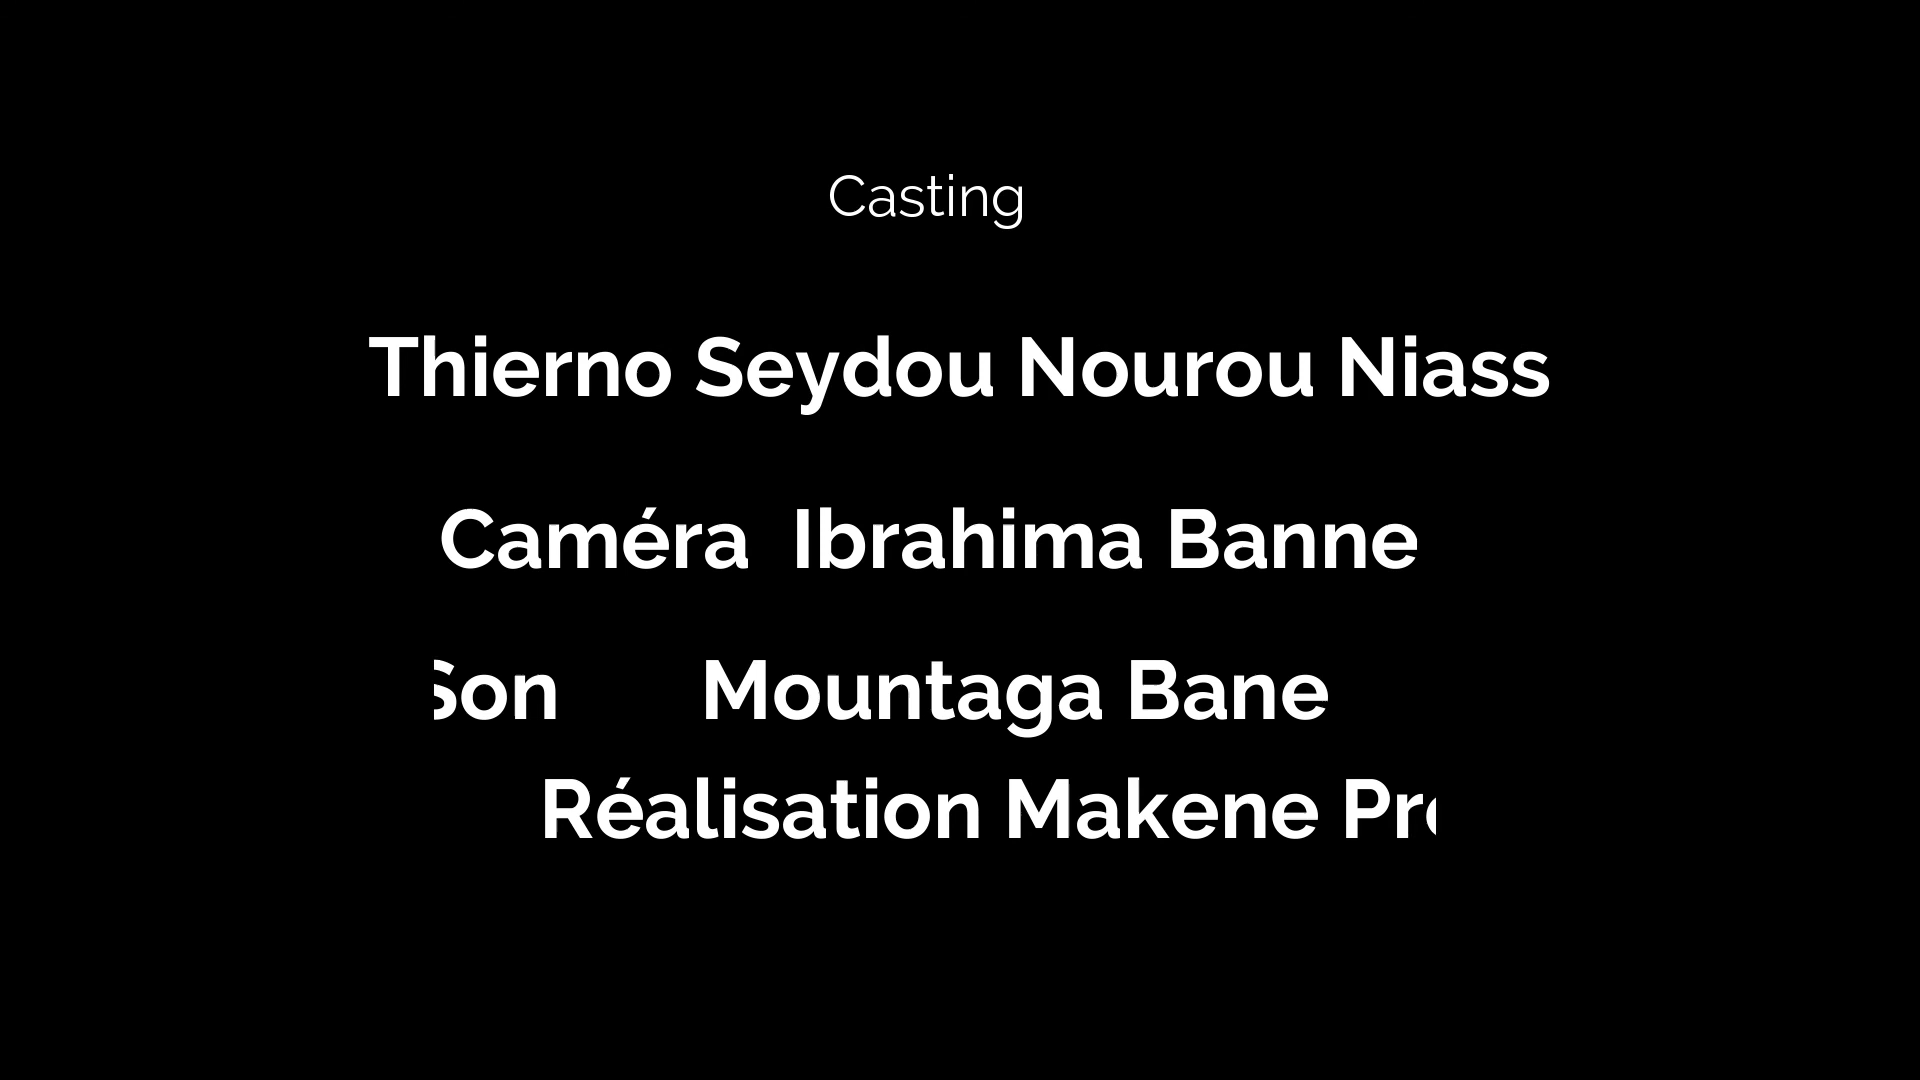 Casting
Thierno Seydou Nourou Niass
Caméra Ibrahima Banne
Son Mountaga Bane
Réalisation Makene